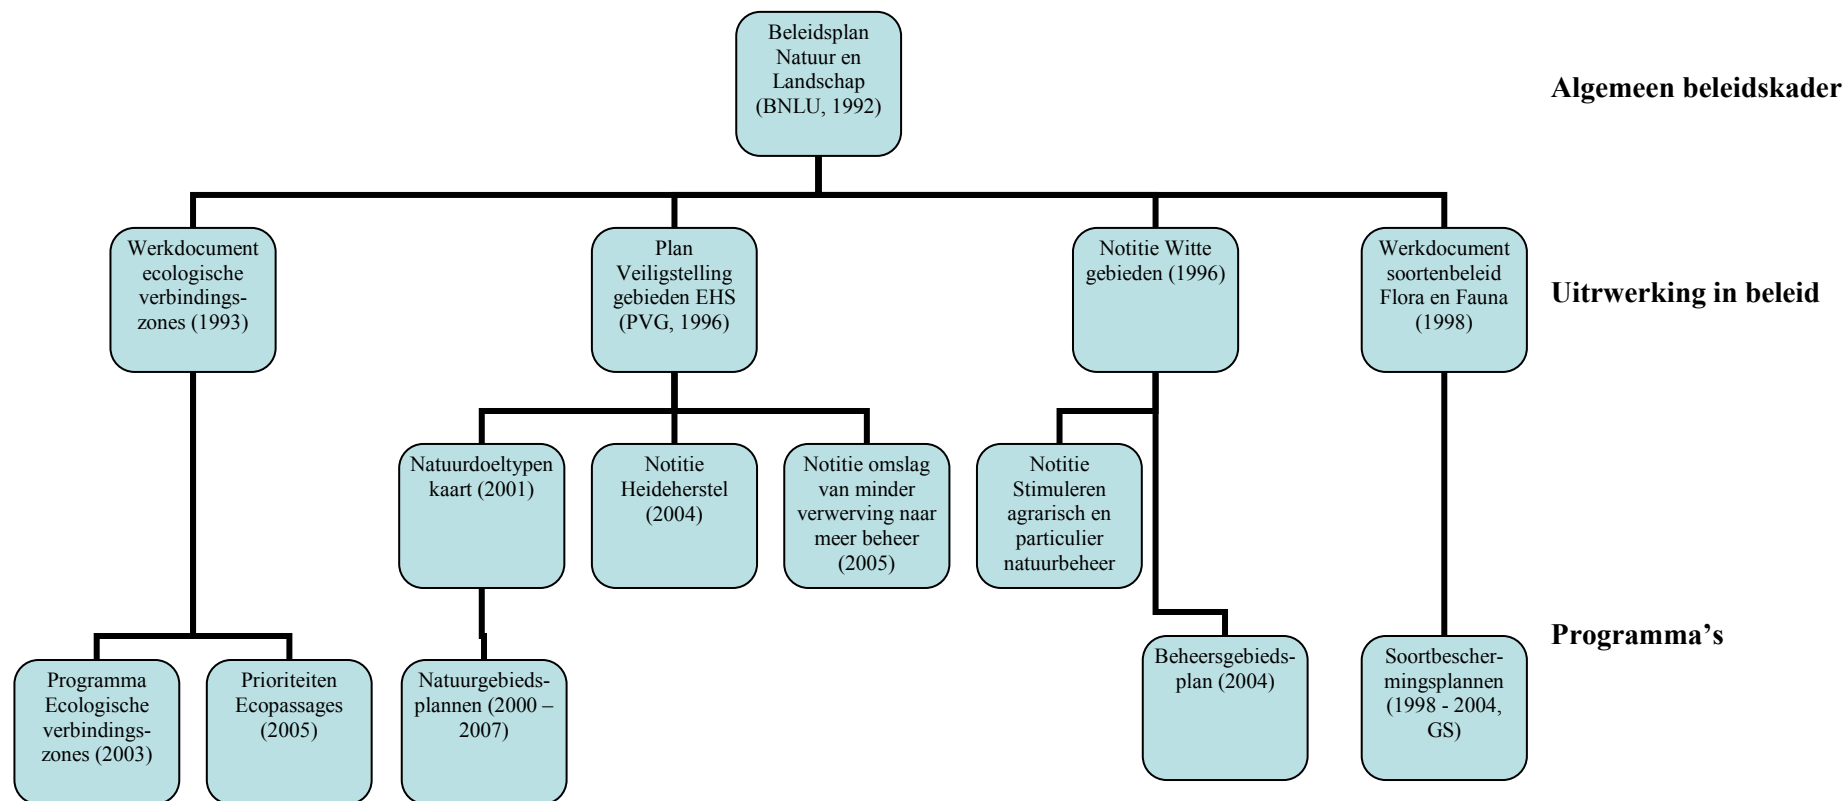 Beleidsplan
Natuur en
Landschap
(BNLU, 1992)
Algemeen beleidskader
Werkdocument
ecologische
verbindings-
zones (1993)
Plan
Veiligstelling
gebieden EHS
(PVG, 1996)
Notitie Witte
gebieden (1996)
Werkdocument
soortenbeleid
Flora en Fauna
(1998)
Uitrwerking in beleid
Natuurdoeltypen
kaart (2001)
Notitie
Heideherstel
(2004)
Notitie omslag
van minder
verwerving naar
meer beheer
(2005)
Notitie
Stimuleren
agrarisch en
particulier
natuurbeheer
Programma’s
Programma
Ecologische
verbindings-
zones (2003)
Prioriteiten
Ecopassages
(2005)
Natuurgebieds-
plannen (2000 –
2007)
Beheersgebieds-
plan (2004)
Soortbescher-
mingsplannen
(1998 - 2004,
GS)